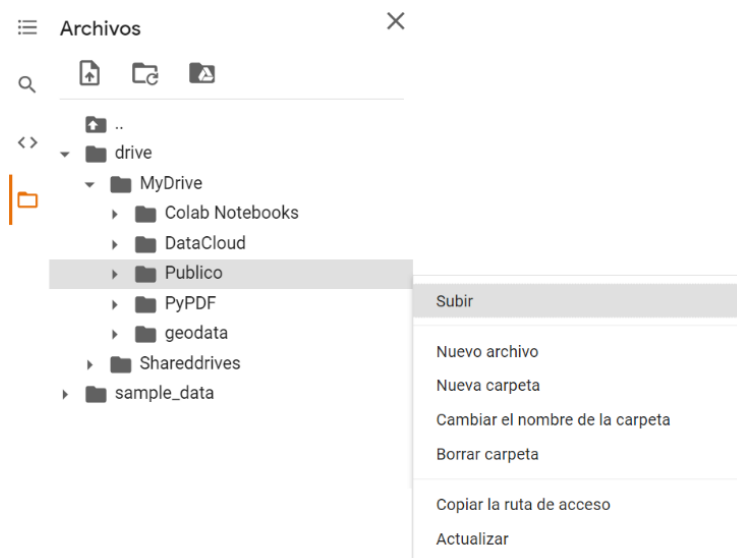 Archivos
..
drive
MyDrive
Colab Notebooks
DataCloud
Publico
PyPDF
geodata
Shareddrives
sample_data
Subir
Nuevo archivo
Nueva carpeta
Cambiar el nombre de la carpeta
Borrar carpeta
Copiar la ruta de acceso
Actualizar